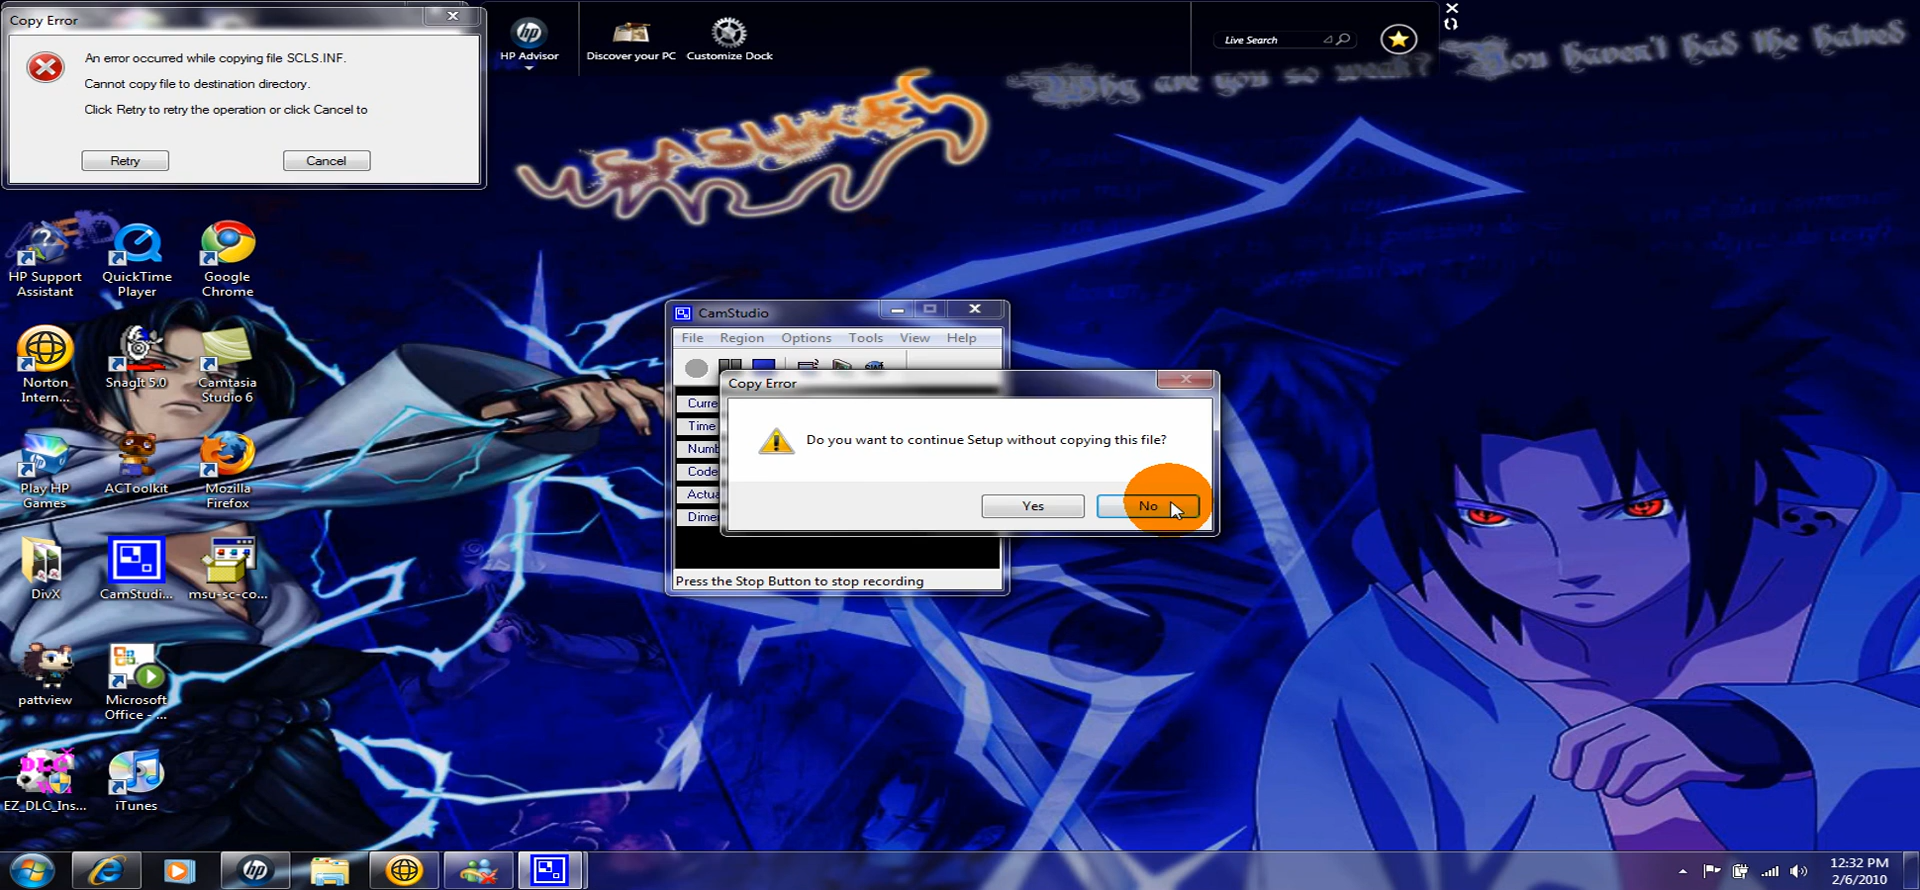 Copy Error
An error occurred while copying file SCLS.INF.
Cannot copy file to destination directory.
Click Retry to retry the operation or click Cancel to
Retry
Cancel
HP Advisor
Discover your PC
Customize Dock
Live Search
Why are you so weak?
You haven't had the hatred
SASUKE
HP Support
Assistant
QuickTime
Player
Google
Chrome
Norton
Intern...
SnagIt 5.0
Camtasia
Studio 6
Play HP
Games
ACToolkit
Mozilla
Firefox
DivX
CamStudi...
msu-sc-co...
pattview
Microsoft
Office - ...
EZ_DLC_Ins...
iTunes
CamStudio
File
Region
Options
Tools
View
Help
Curre
Time
Numb
Code
Actua
Dimer
Copy Error
Do you want to continue Setup without copying this file?
Yes
No
Press the Stop Button to stop recording
12:32 PM
2/6/2010